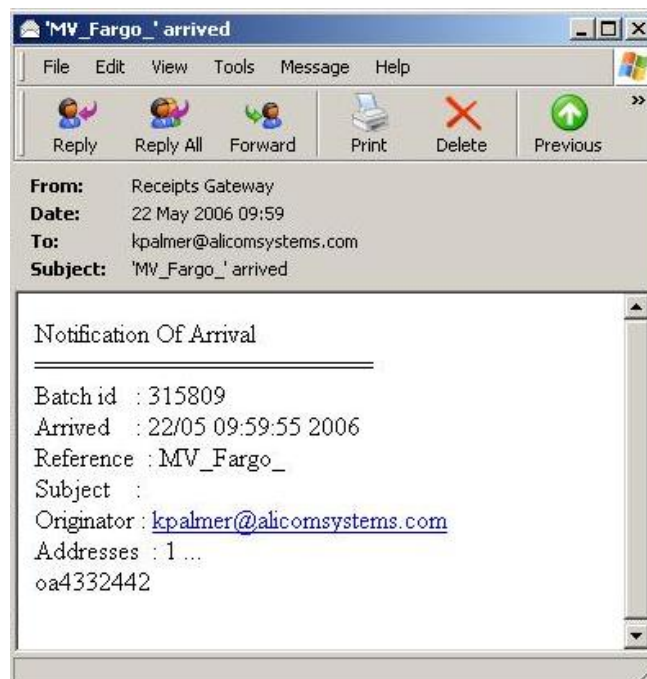 'MV_Fargo_' arrived
File Edit View Tools Message Help
Reply Reply All Forward Print Delete Previous »
From: Receipts Gateway
Date: 22 May 2006 09:59
To: kpalmer@alicomsystems.com
Subject: 'MV_Fargo_' arrived
Notification Of Arrival
====================================
Batch id : 315809
Arrived : 22/05 09:59:55 2006
Reference : MV_Fargo_
Subject :
Originator : kpalmer@alicomsystems.com
Addresses : 1 ...
oa4332442